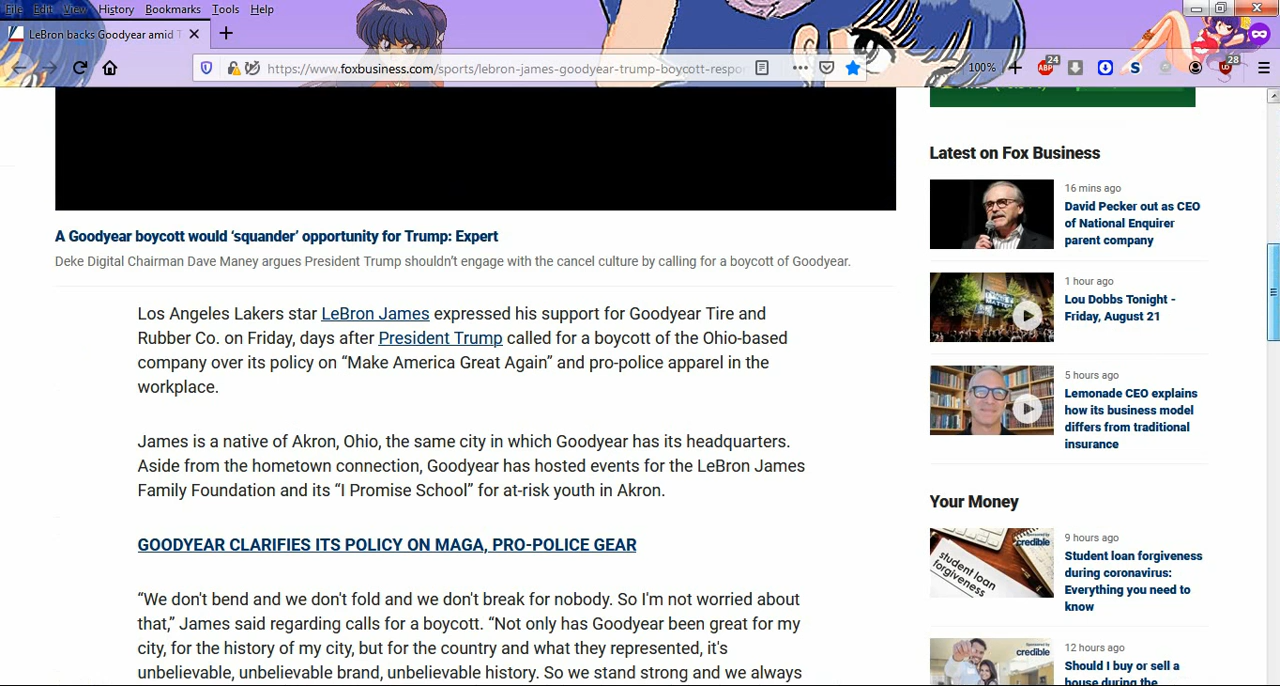 File Edit View History Bookmarks Tools Help
LeBron backs Goodyear amid T
https://www.foxbusiness.com/sports/lebron-james-goodyear-trump-boycott-respo
100%
24
28
A Goodyear boycott would ‘squander’ opportunity for Trump: Expert
Deke Digital Chairman Dave Maney argues President Trump shouldn’t engage with the cancel culture by calling for a boycott of Goodyear.
Los Angeles Lakers star LeBron James expressed his support for Goodyear Tire and
Rubber Co. on Friday, days after President Trump called for a boycott of the Ohio-based
company over its policy on “Make America Great Again” and pro-police apparel in the
workplace.
James is a native of Akron, Ohio, the same city in which Goodyear has its headquarters.
Aside from the hometown connection, Goodyear has hosted events for the LeBron James
Family Foundation and its “I Promise School” for at-risk youth in Akron.
GOODYEAR CLARIFIES ITS POLICY ON MAGA, PRO-POLICE GEAR
“We don't bend and we don't fold and we don't break for nobody. So I'm not worried about
that,” James said regarding calls for a boycott. “Not only has Goodyear been great for my
city, for the history of my city, but for the country and what they represented, it's
unbelievable, unbelievable brand, unbelievable history. So we stand strong and we always
Latest on Fox Business
16 mins ago
David Pecker out as CEO
of National Enquirer
parent company
1 hour ago
Lou Dobbs Tonight -
Friday, August 21
5 hours ago
Lemonade CEO explains
how its business model
differs from traditional
insurance
Your Money
credible
student loan
forgiveness
9 hours ago
Student loan forgiveness
during coronavirus:
Everything you need to
know
Sponsored by
credible
12 hours ago
Should I buy or sell a
house during the